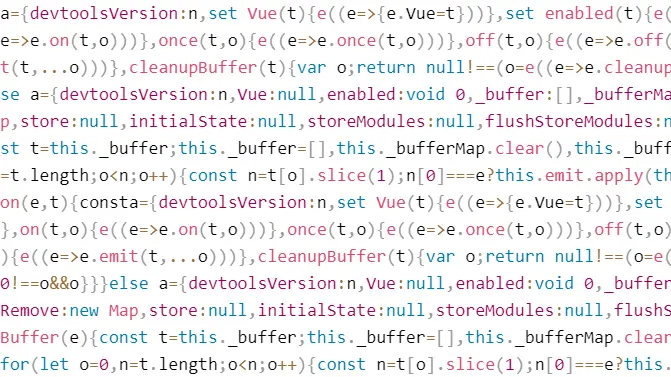 a={devtoolsVersion:n,set Vue(t){e((e=>{e.Vue=t}))},set enabled(t){e(
e=>e.on(t,o)))},once(t,o){e((e=>e.once(t,o)))},off(t,o){e((e=>e.off(
t(t,...o)))},cleanupBuffer(t){var o;return null!==(o=e((e=>e.cleanup
se a={devtoolsVersion:n,Vue:null,enabled:void 0,_buffer:[],_bufferMa
p,store:null,initialState:null,storeModules:null,flushStoreModules:n
st t=this._buffer;this._buffer=[],this._bufferMap.clear(),this._buff
=t.length;o<n;o++){const n=t[o].slice(1);n[0]===e?this.emit.apply(th
on(e,t){consta={devtoolsVersion:n,set Vue(t){e((e=>{e.Vue=t}))},set
},on(t,o){e((e=>e.on(t,o)))},once(t,o){e((e=>e.once(t,o)))},off(t,o)
){e((e=>e.emit(t,...o)))},cleanupBuffer(t){var o;return null!==(o=e(
0!==o&&o}}}else a={devtoolsVersion:n,Vue:null,enabled:void 0,_buffer
Remove:new Map,store:null,initialState:null,storeModules:null,flushS
Buffer(e){const t=this._buffer;this._buffer=[],this._bufferMap.clear
for(let o=0,n=t.length;o<n;o++){const n=t[o].slice(1);n[0]===e?this.